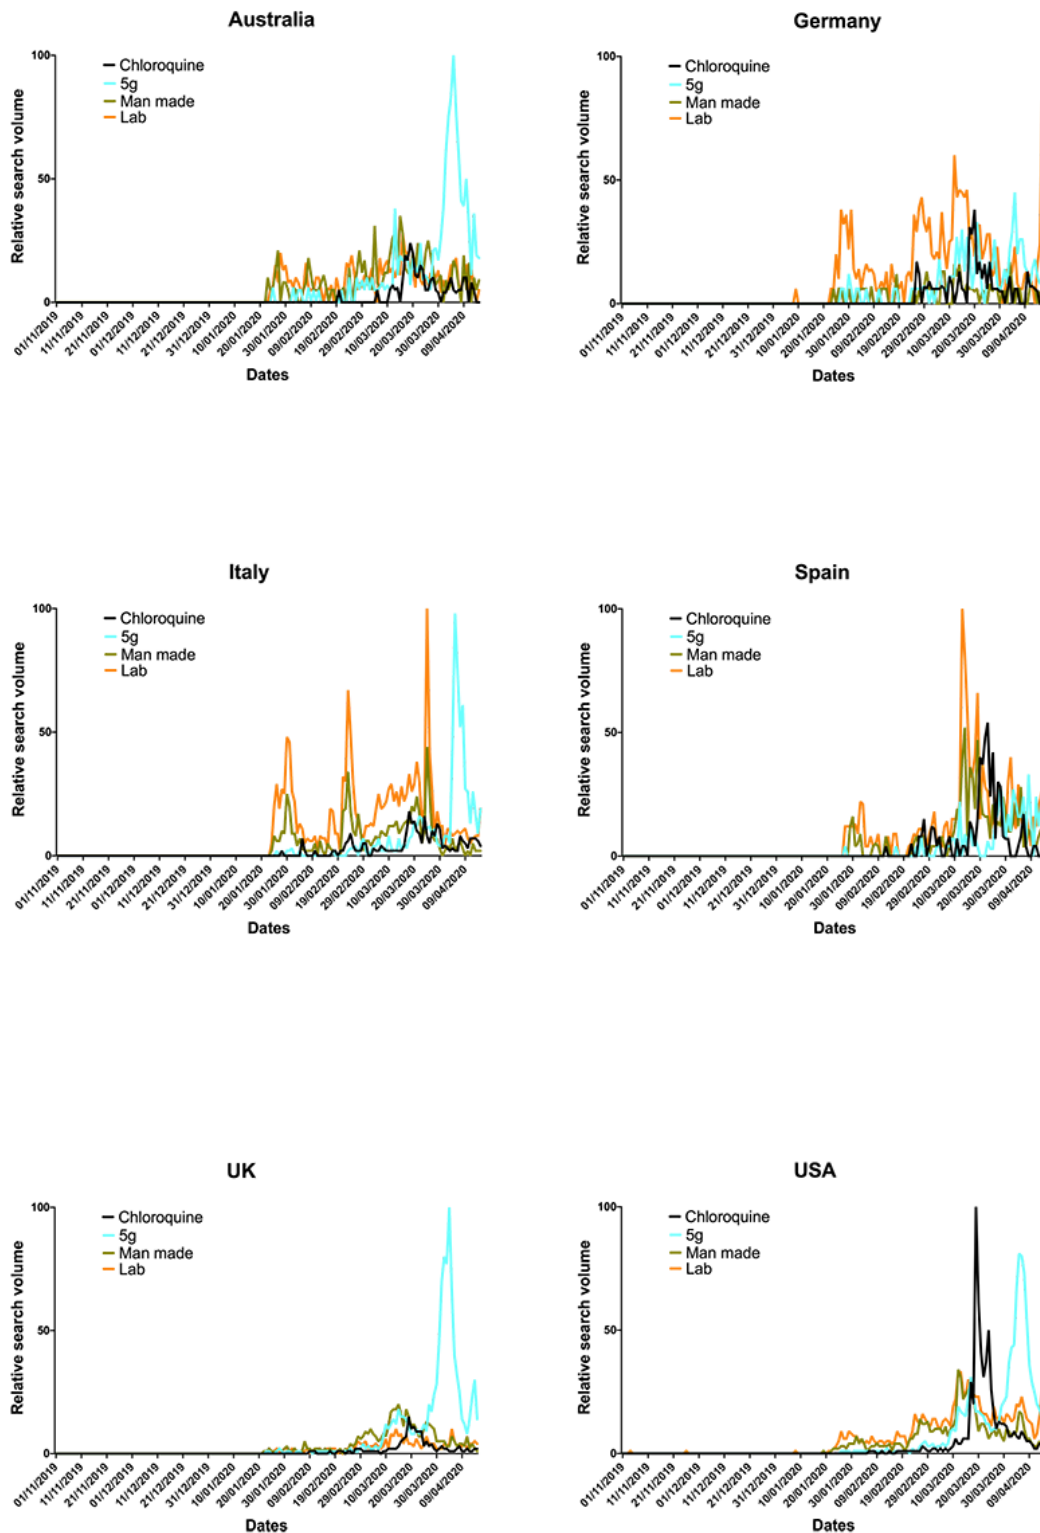 Australia
Relative search volume
100
50
0
Chloroquine
5g
Man made
Lab
01/11/2019
11/11/2019
21/11/2019
01/12/2019
11/12/2019
21/12/2019
31/12/2019
10/01/2020
20/01/2020
30/01/2020
09/02/2020
19/02/2020
29/02/2020
10/03/2020
20/03/2020
30/03/2020
09/04/2020
Dates
Germany
Relative search volume
100
50
0
Chloroquine
5g
Man made
Lab
01/11/2019
11/11/2019
21/11/2019
01/12/2019
11/12/2019
21/12/2019
31/12/2019
10/01/2020
20/01/2020
30/01/2020
09/02/2020
19/02/2020
29/02/2020
10/03/2020
20/03/2020
30/03/2020
09/04/2020
Dates
Italy
Relative search volume
100
50
0
Chloroquine
5g
Man made
Lab
01/11/2019
11/11/2019
21/11/2019
01/12/2019
11/12/2019
21/12/2019
31/12/2019
10/01/2020
20/01/2020
30/01/2020
09/02/2020
19/02/2020
29/02/2020
10/03/2020
20/03/2020
30/03/2020
09/04/2020
Dates
Spain
Relative search volume
100
50
0
Chloroquine
5g
Man made
Lab
01/11/2019
11/11/2019
21/11/2019
01/12/2019
11/12/2019
21/12/2019
31/12/2019
10/01/2020
20/01/2020
30/01/2020
09/02/2020
19/02/2020
29/02/2020
10/03/2020
20/03/2020
30/03/2020
09/04/2020
Dates
UK
Relative search volume
100
50
0
Chloroquine
5g
Man made
Lab
01/11/2019
11/11/2019
21/11/2019
01/12/2019
11/12/2019
21/12/2019
31/12/2019
10/01/2020
20/01/2020
30/01/2020
09/02/2020
19/02/2020
29/02/2020
10/03/2020
20/03/2020
30/03/2020
09/04/2020
Dates
USA
Relative search volume
100
50
0
Chloroquine
5g
Man made
Lab
01/11/2019
11/11/2019
21/11/2019
01/12/2019
11/12/2019
21/12/2019
31/12/2019
10/01/2020
20/01/2020
30/01/2020
09/02/2020
19/02/2020
29/02/2020
10/03/2020
20/03/2020
30/03/2020
09/04/2020
Dates